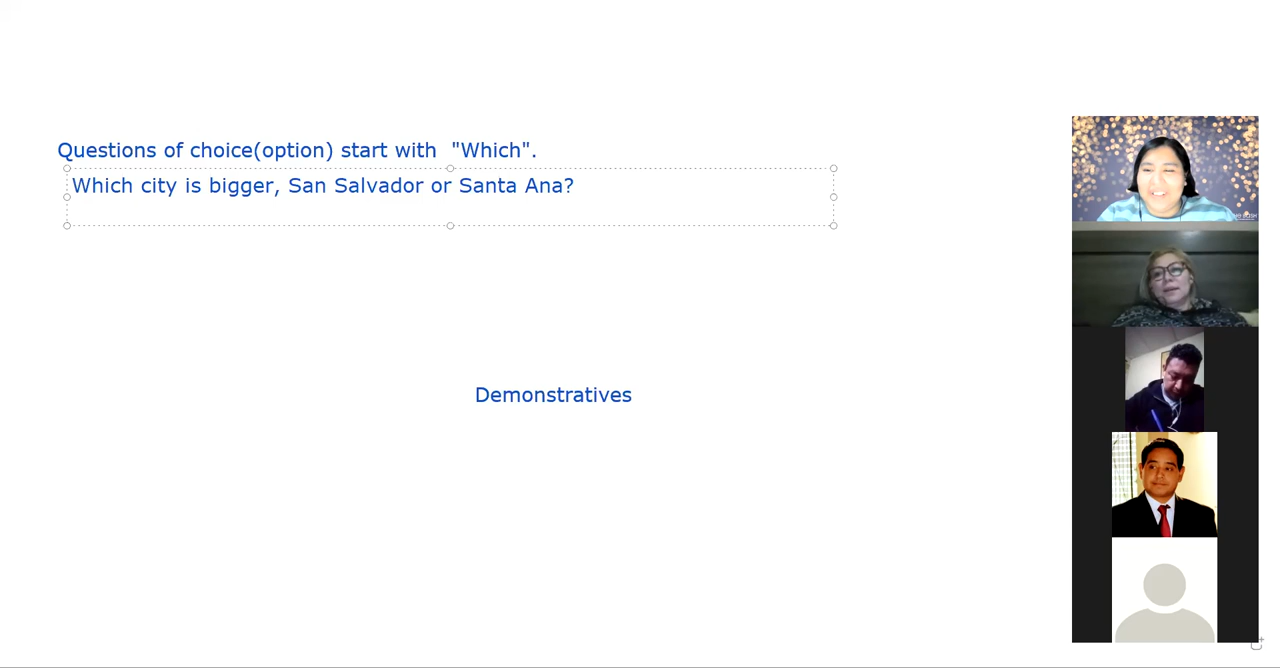 Questions of choice(option) start with  "Which".
Which city is bigger, San Salvador or Santa Ana?
Demonstratives